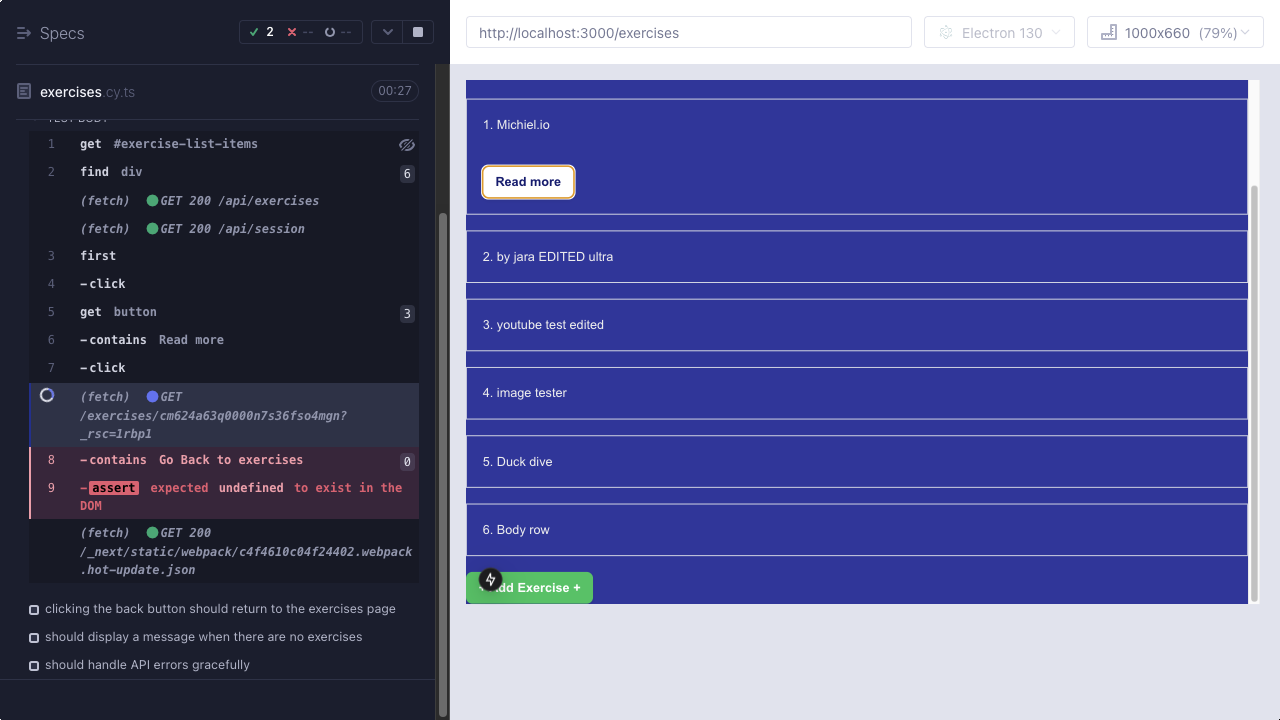 Specs
2 -- --
exercises.cy.ts
00:27
TEST BODY
1 get #exercise-list-items
2 find div 6
(fetch) GET 200 /api/exercises
(fetch) GET 200 /api/session
3 first
4 -click
5 get button 3
6 -contains Read more
7 -click
(fetch) GET
/exercises/cm624a63q0000n7s36fso4mgn?
_rsc=1rbp1
8 -contains Go Back to exercises 0
9 -assert expected undefined to exist in the
DOM
(fetch) GET 200
/_next/static/webpack/c4f4610c04f24402.webpack
.hot-update.json
clicking the back button should return to the exercises page
should display a message when there are no exercises
should handle API errors gracefully
http://localhost:3000/exercises
Electron 130
1000x660 (79%)
1. Michiel.io
Read more
2. by jara EDITED ultra
3. youtube test edited
4. image tester
5. Duck dive
6. Body row
Exercise +